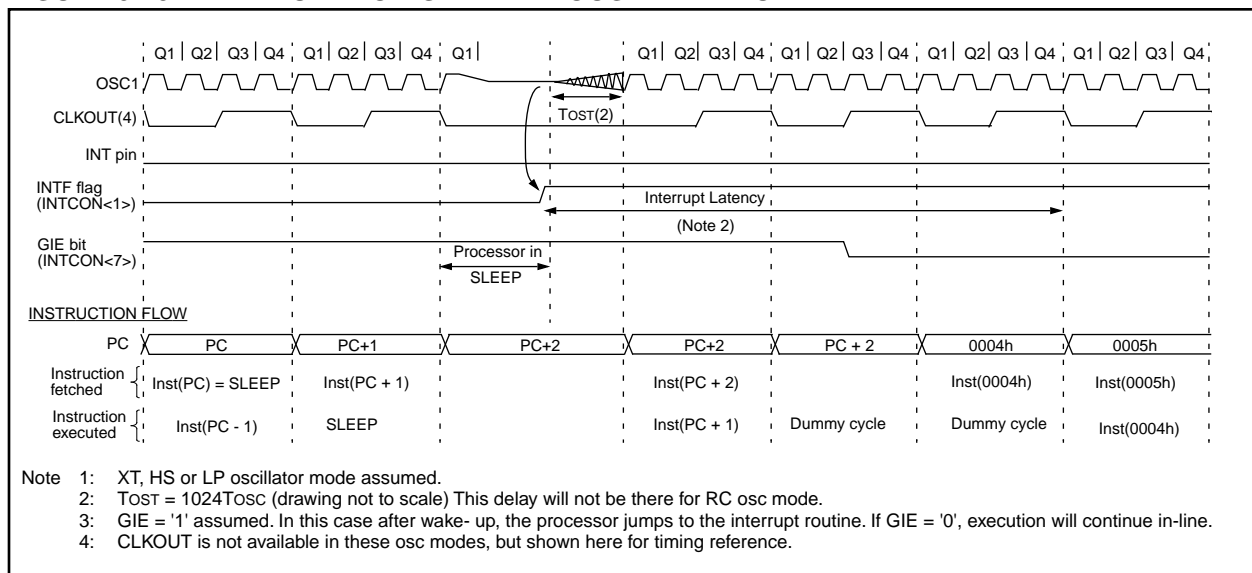 Q1| Q2| Q3| Q4| Q1| Q2| Q3| Q4| Q1| Q1| Q2| Q3| Q4| Q1| Q2| Q3| Q4| Q1| Q2| Q3| Q4| Q1| Q2| Q3| Q4
OSC1
CLKOUT(4)
TOST(2)
INT pin
INTF flag
(INTCON<1>)
Interrupt Latency
(Note 2)
GIE bit
(INTCON<7>)
Processor in
SLEEP
INSTRUCTION FLOW
PC PC PC+1 PC+2 PC+2 PC + 2 0004h 0005h
Instruction
fetched { Inst(PC) = SLEEP Inst(PC + 1) Inst(PC + 2) Inst(0004h) Inst(0005h)
Instruction
executed { Inst(PC - 1) SLEEP Inst(PC + 1) Dummy cycle Dummy cycle Inst(0004h)
Note 1: XT, HS or LP oscillator mode assumed.
2: TOST = 1024TOSC (drawing not to scale) This delay will not be there for RC osc mode.
3: GIE = '1' assumed. In this case after wake- up, the processor jumps to the interrupt routine. If GIE = '0', execution will continue in-line.
4: CLKOUT is not available in these osc modes, but shown here for timing reference.